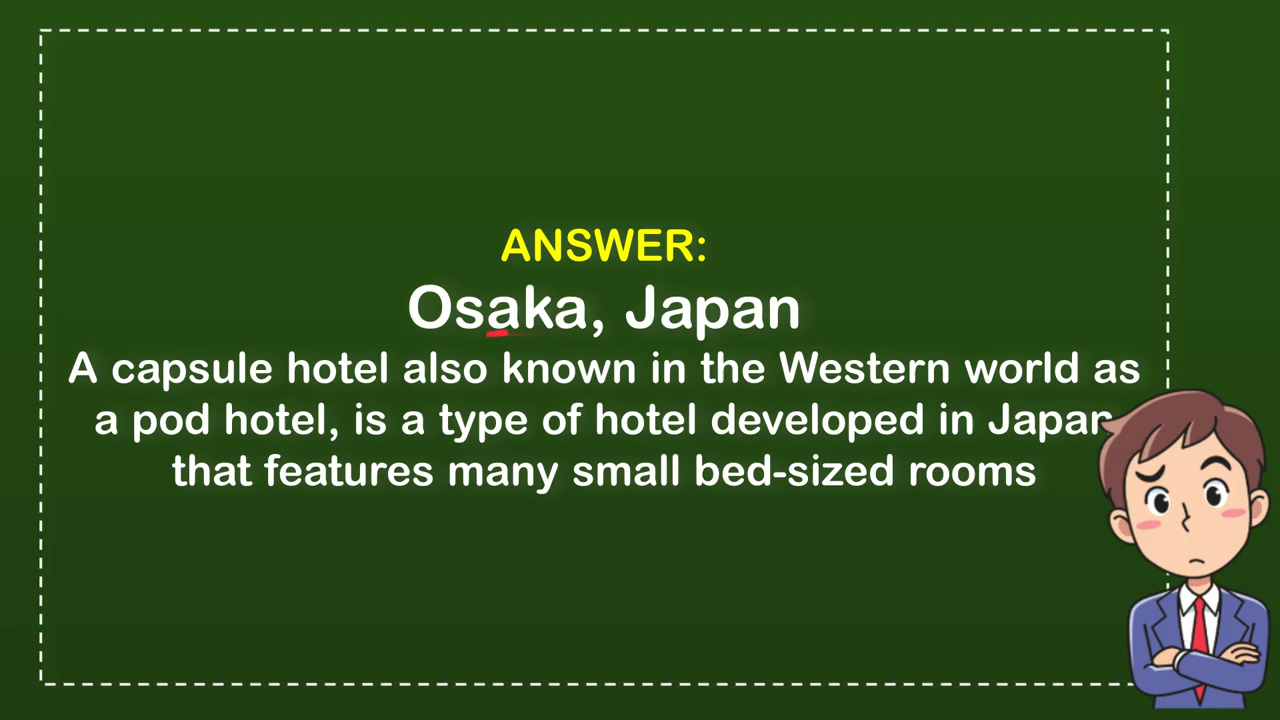 ANSWER:
Osaka, Japan
A capsule hotel also known in the Western world as
a pod hotel, is a type of hotel developed in Japan
that features many small bed-sized rooms